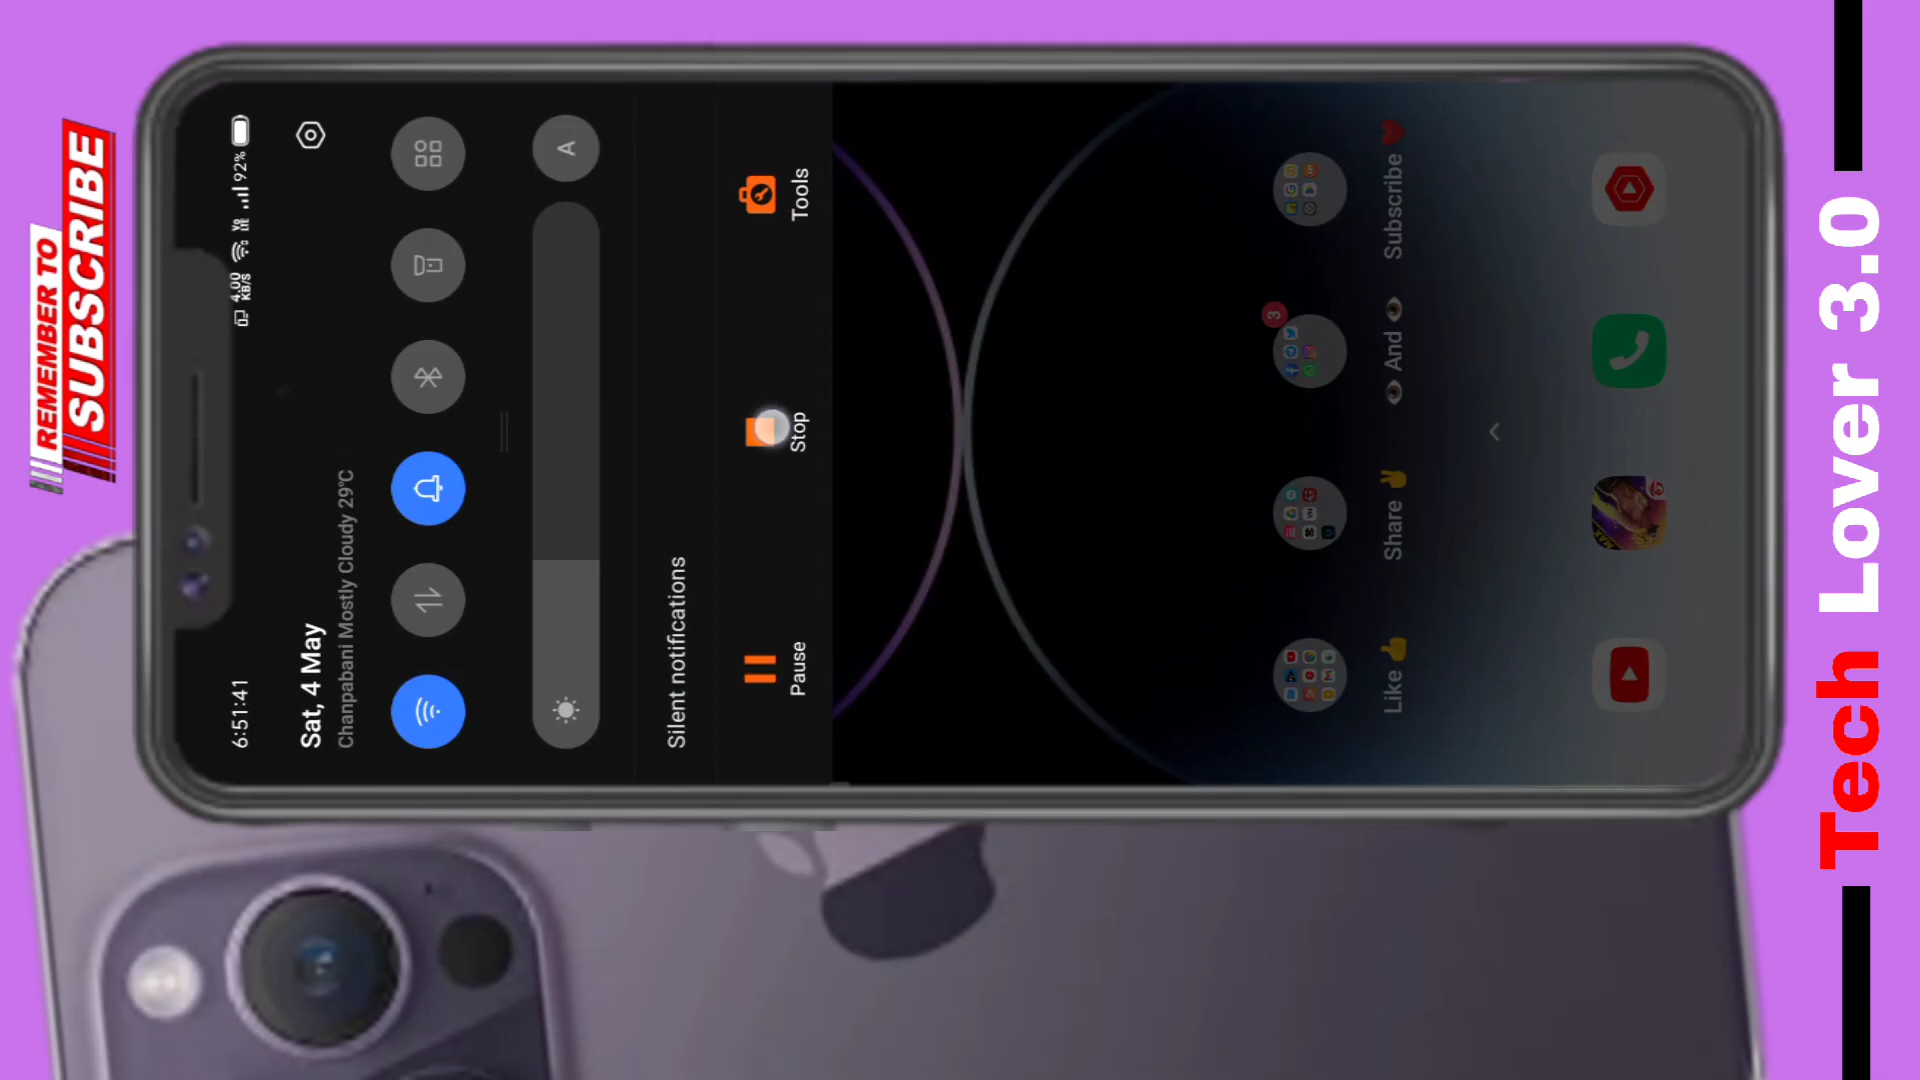 REMEMBER TO
SUBSCRIBE
6:51:41
4.00
KB/S
92%
Sat, 4 May
Chanpabani Mostly Cloudy 29°C
A
Silent notifications
Pause
Stop
Tools
3
Like 👍
Share ✌
👁 And 👁
Subscribe ❤
Tech Lover 3.0